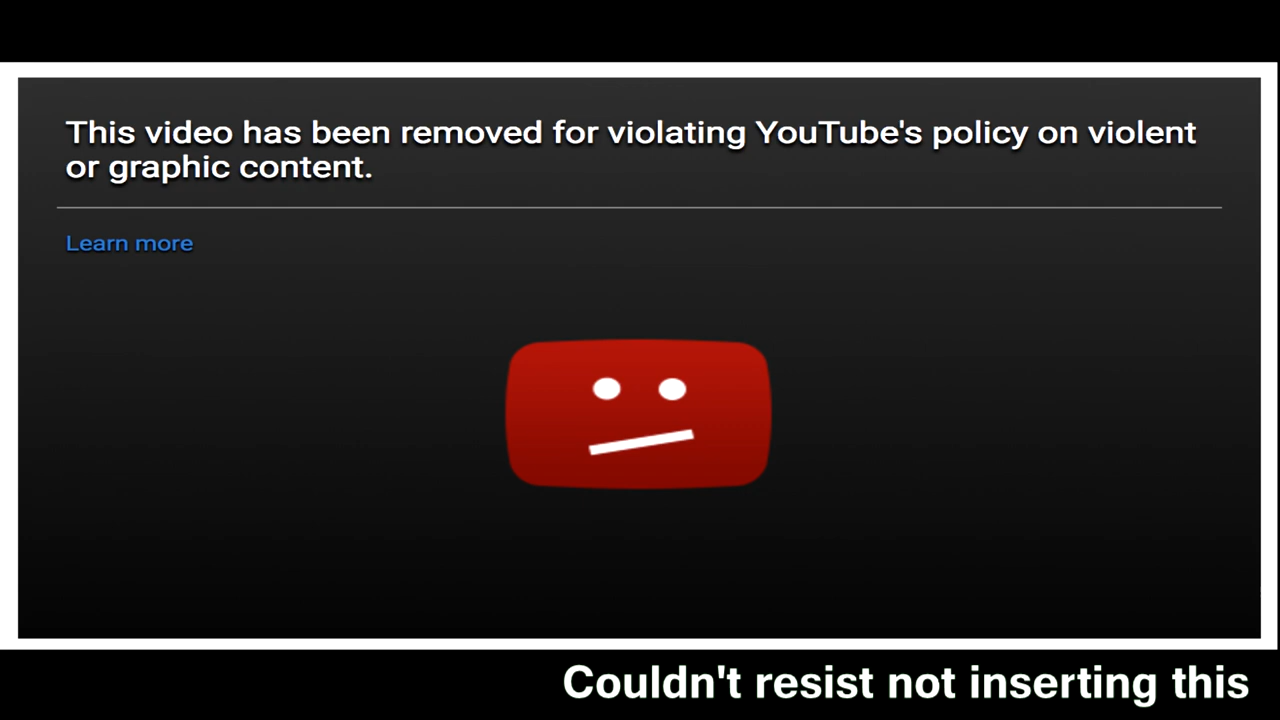 This video has been removed for violating YouTube's policy on violent
or graphic content.
Learn more
Couldn't resist not inserting this